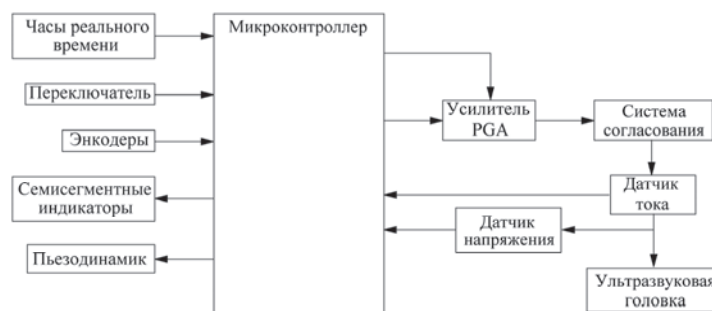 Часы реального
времени
Переключатель
Энкодеры
Семисегментные
индикаторы
Пьезодинамик
Микроконтроллер
Усилитель
PGA
Система
согласования
Датчик
тока
Датчик
напряжения
Ультразвуковая
головка